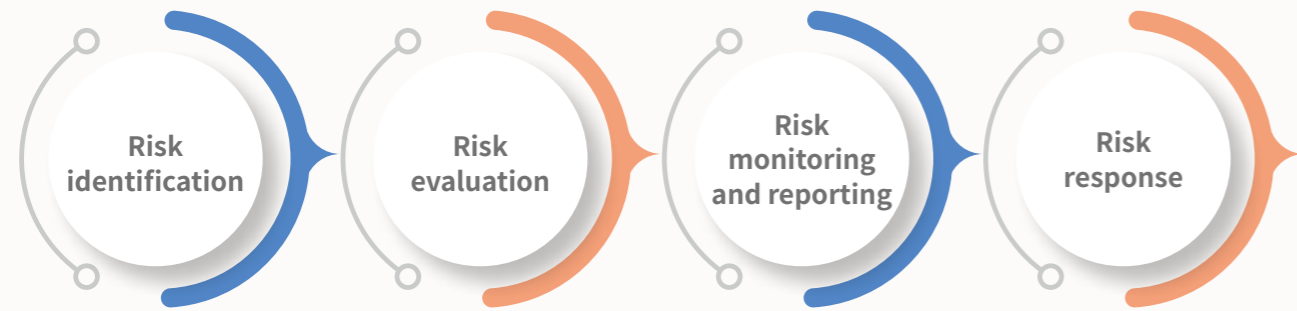 Risk
identification
Risk
evaluation
Risk
monitoring
and reporting
Risk
response